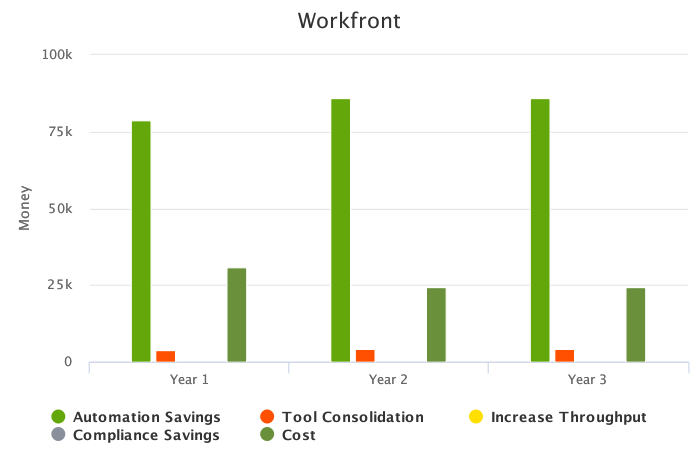 Workfront
100k
75k
50k
25k
0
Money
Year 1 Year 2 Year 3
Automation Savings Tool Consolidation Increase Throughput
Compliance Savings Cost